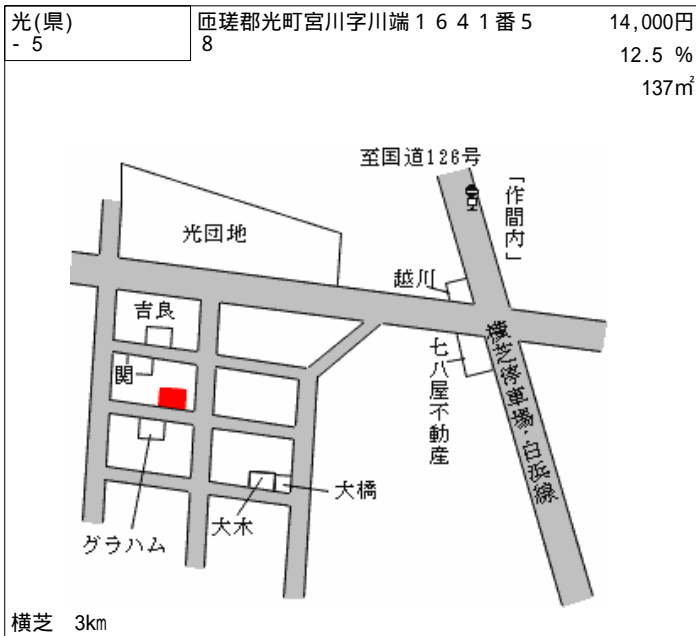 光(県)
- 5
匝瑳郡光町宮川字川端１６４１番５
8
14,000円
12.5 %
137㎡
至国道126号
「作間内」
光団地
越川
吉良
七八屋不動産
関
横芝停車場・白浜線
大橋
大木
グラハム
横芝　3km